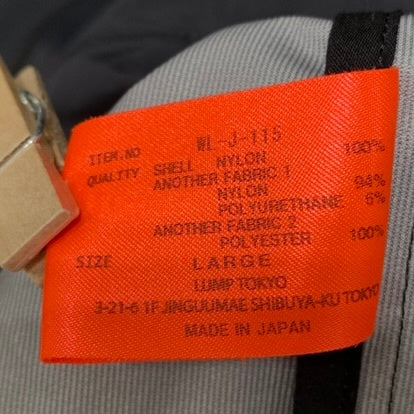 ITEM.NO WL-J-115
QUALITY SHELL NYLON 100%
ANOTHER FABRIC 1
NYLON 94%
POLYURETHANE 6%
ANOTHER FABRIC 2
POLYESTER 100%
SIZE LARGE
LUMP TOKYO
3-21-6 1F JINGUUMAE SHIBUYA-KU TOKYO
MADE IN JAPAN